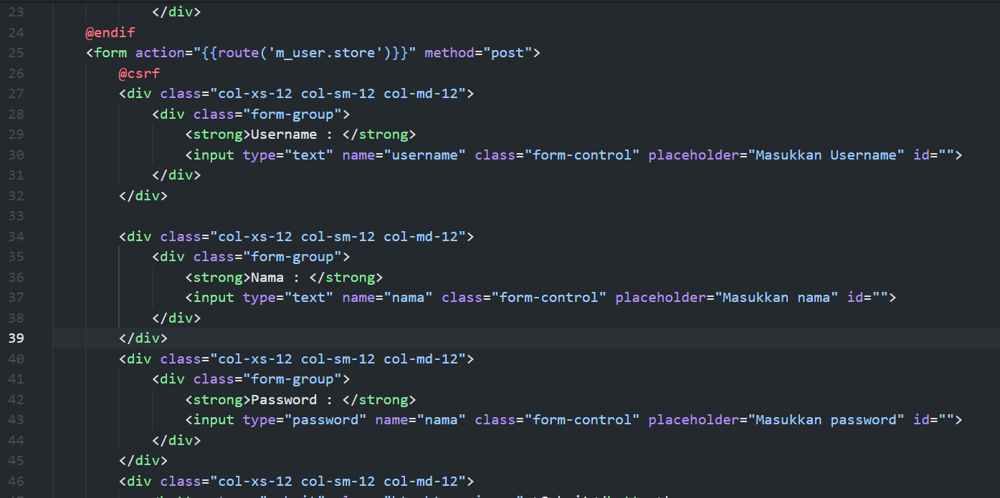 23 </div>
24 @endif
25 <form action="{{route('m_user.store')}}" method="post">
26 @csrf
27 <div class="col-xs-12 col-sm-12 col-md-12">
28 <div class="form-group">
29 <strong>Username : </strong>
30 <input type="text" name="username" class="form-control" placeholder="Masukkan Username" id="">
31 </div>
32 </div>
33
34 <div class="col-xs-12 col-sm-12 col-md-12">
35 <div class="form-group">
36 <strong>Nama : </strong>
37 <input type="text" name="nama" class="form-control" placeholder="Masukkan nama" id="">
38 </div>
39 </div>
40 <div class="col-xs-12 col-sm-12 col-md-12">
41 <div class="form-group">
42 <strong>Password : </strong>
43 <input type="password" name="nama" class="form-control" placeholder="Masukkan password" id="">
44 </div>
45 </div>
46 <div class="col-xs-12 col-sm-12 col-md-12">